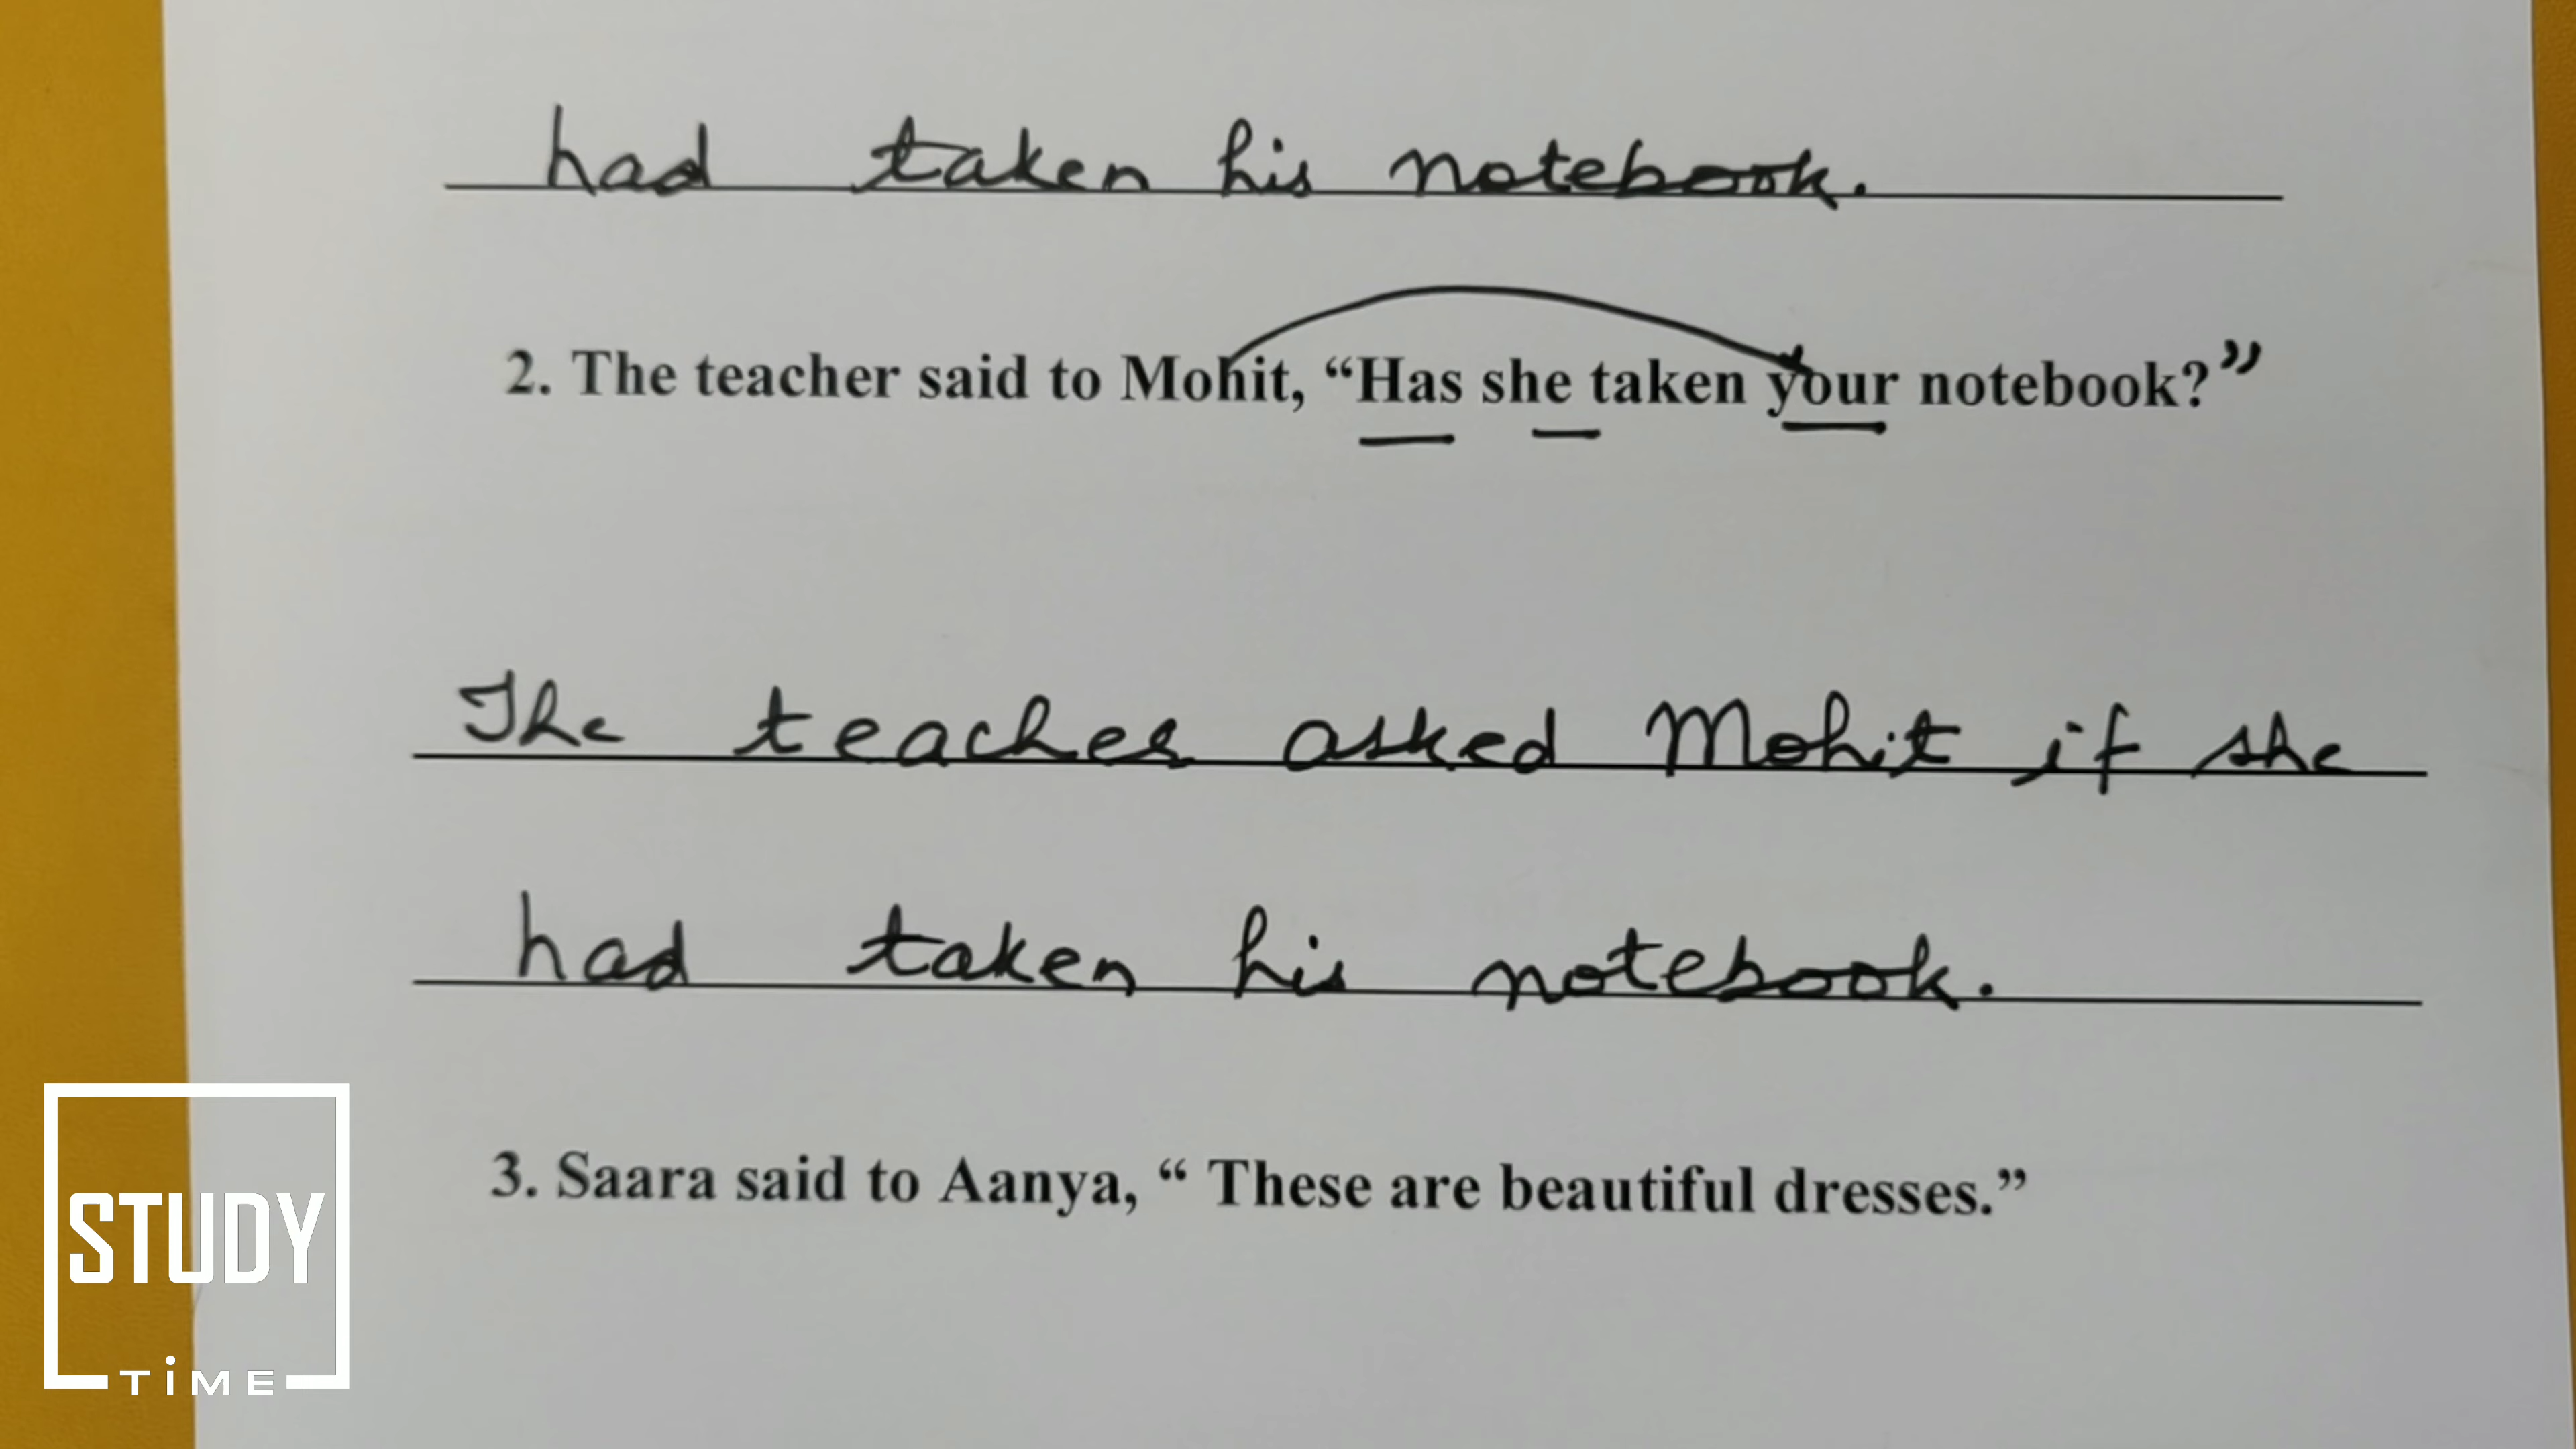 had taken his notebook.
2. The teacher said to Mohit, “Has she taken your notebook?”
The teacher asked Mohit if she
had taken his notebook.
3. Saara said to Aanya, “ These are beautiful dresses.”
STUDY
TiME